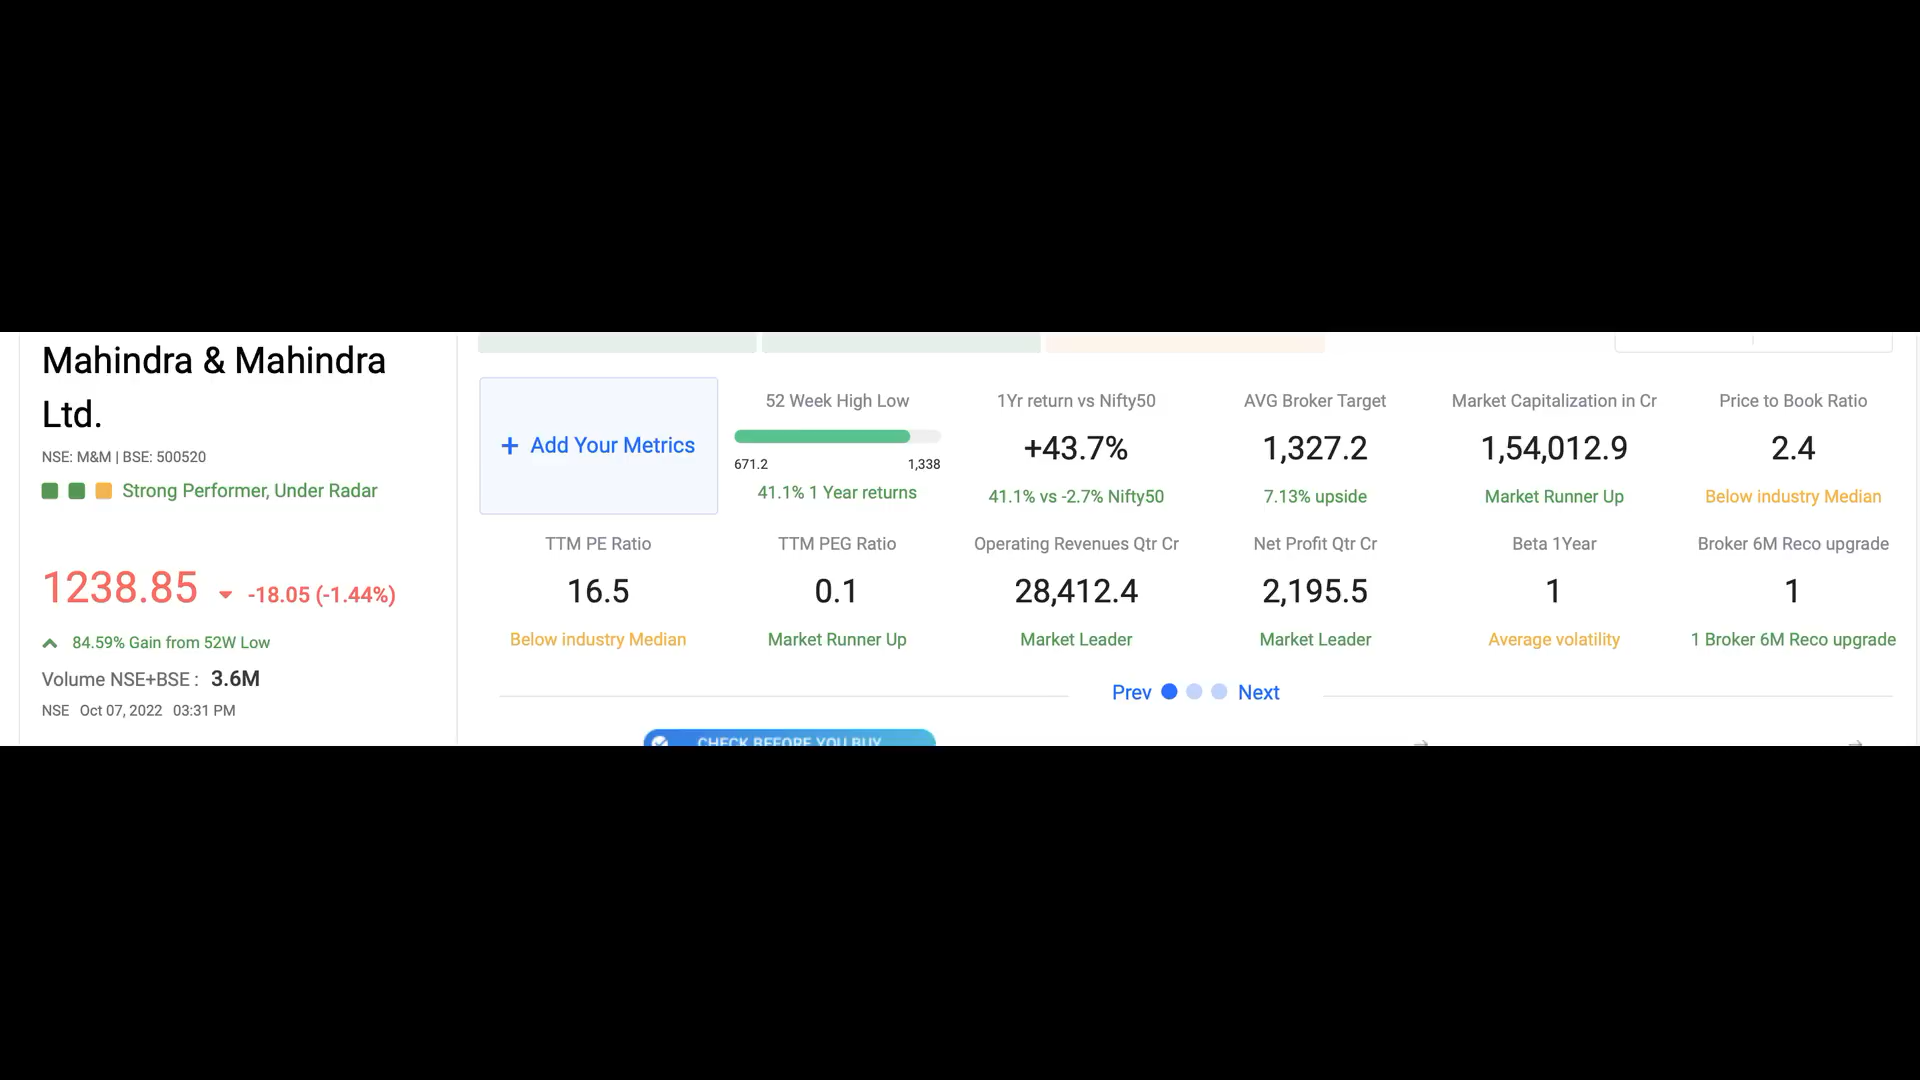 Mahindra & Mahindra
Ltd.
NSE: M&M | BSE: 500520
Strong Performer, Under Radar
1238.85 -18.05 (-1.44%)
84.59% Gain from 52W Low
Volume NSE+BSE : 3.6M
NSE Oct 07, 2022 03:31 PM
+ Add Your Metrics
52 Week High Low
671.2 1,338
41.1% 1 Year returns
1Yr return vs Nifty50
+43.7%
41.1% vs -2.7% Nifty50
AVG Broker Target
1,327.2
7.13% upside
Market Capitalization in Cr
1,54,012.9
Market Runner Up
Price to Book Ratio
2.4
Below industry Median
TTM PE Ratio
16.5
Below industry Median
TTM PEG Ratio
0.1
Market Runner Up
Operating Revenues Qtr Cr
28,412.4
Market Leader
Net Profit Qtr Cr
2,195.5
Market Leader
Beta 1Year
1
Average volatility
Broker 6M Reco upgrade
1
1 Broker 6M Reco upgrade
Prev Next
CHECK BEFORE YOU BUY